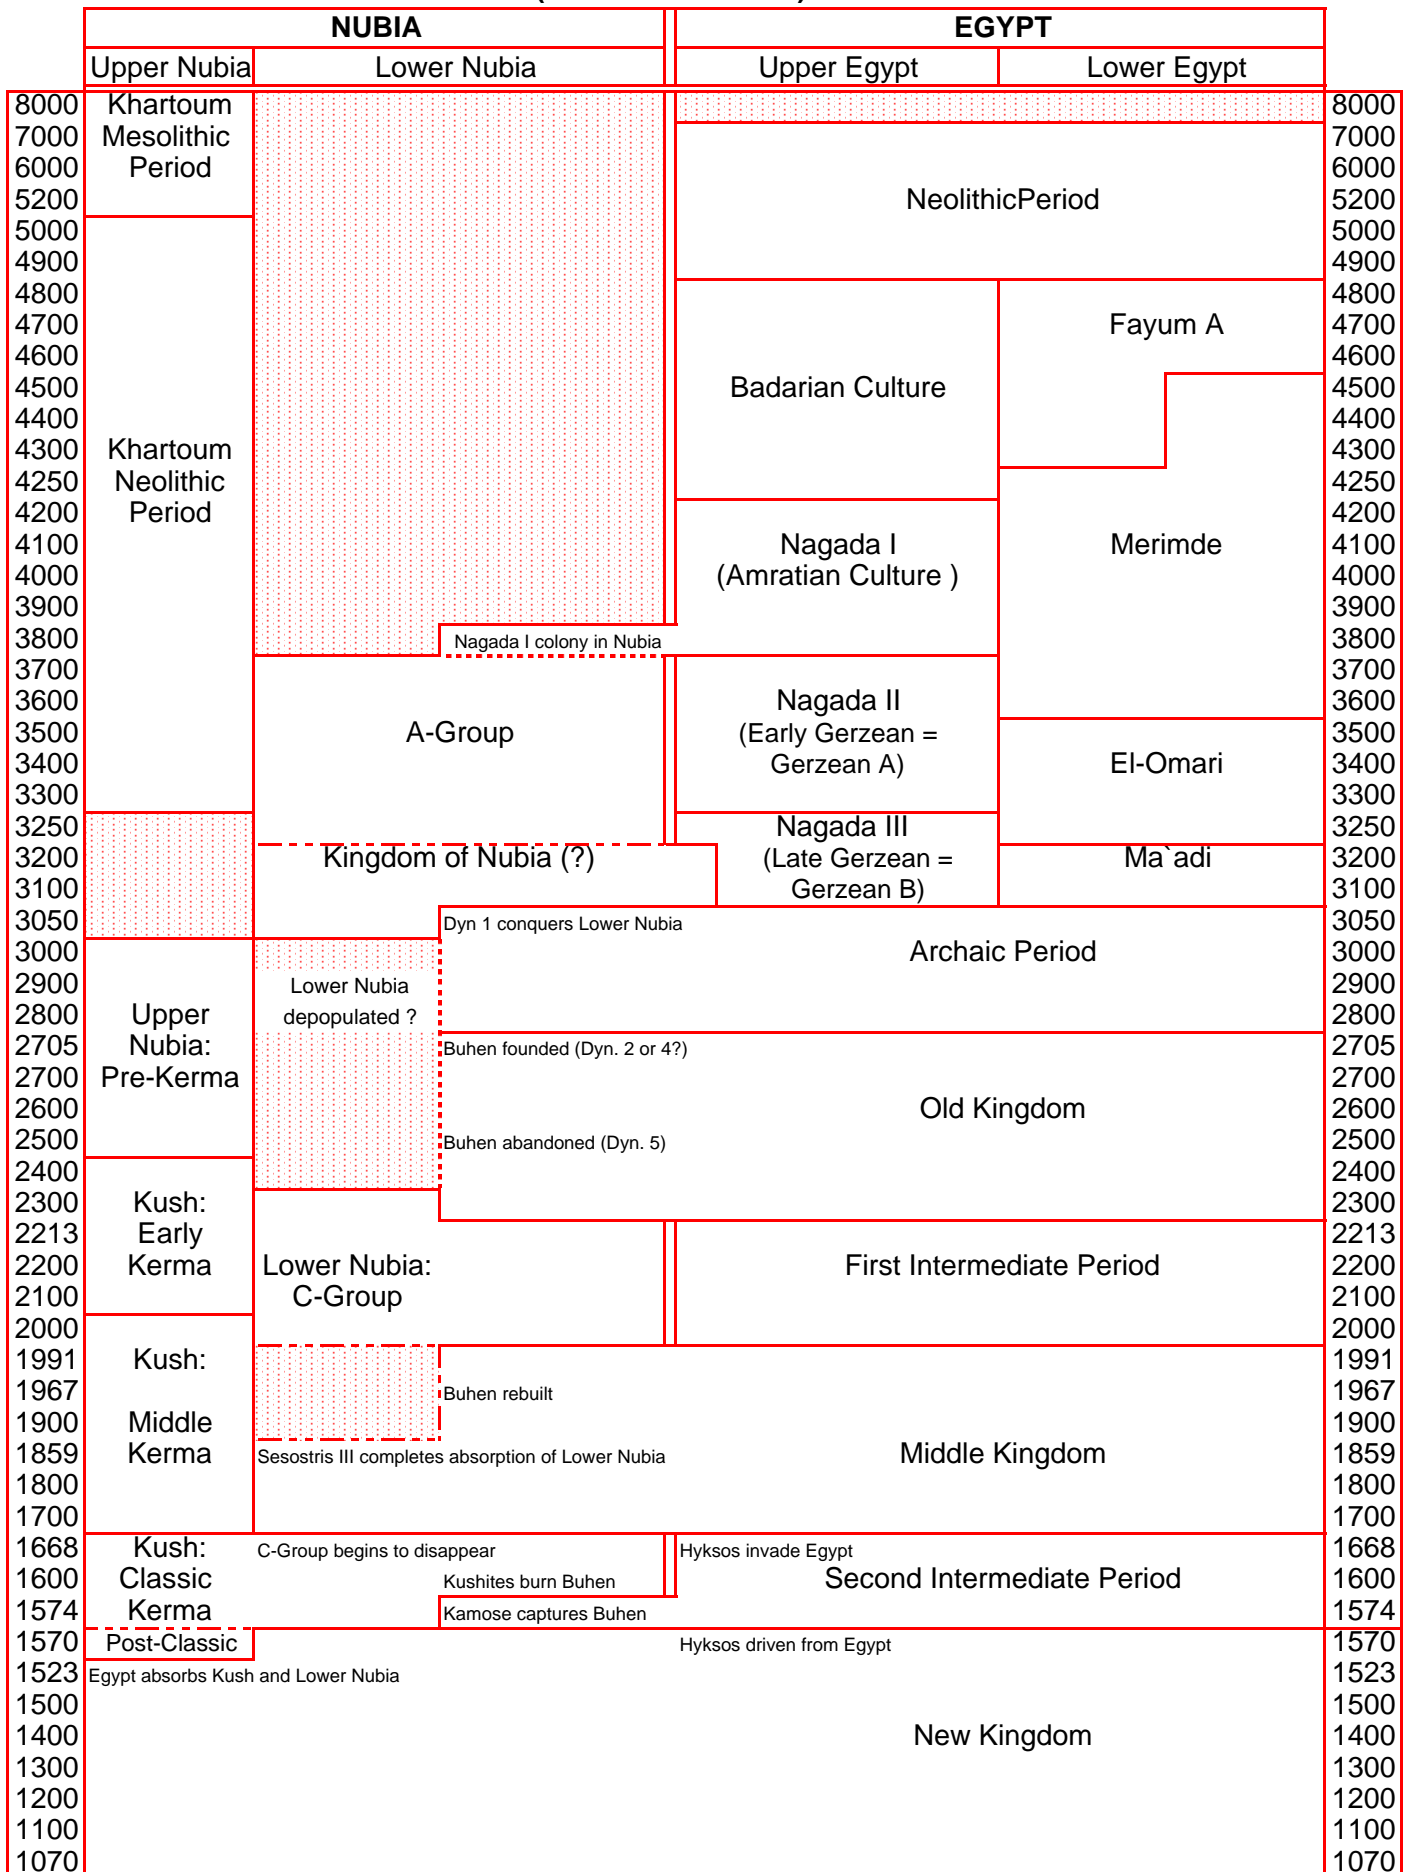 NUBIA EGYPT
Upper Nubia Lower Nubia Upper Egypt Lower Egypt
8000 Khartoum 8000
7000 Mesolithic 7000
6000 Period 6000
5200 NeolithicPeriod 5200
5000 5000
4900 4900
4800 4800
4700 Fayum A 4700
4600 4600
4500 Badarian Culture 4500
4400 4400
4300 Khartoum 4300
4250 Neolithic 4250
4200 Period 4200
4100 Nagada I Merimde 4100
4000 (Amratian Culture ) 4000
3900 3900
3800 Nagada I colony in Nubia 3800
3700 3700
3600 Nagada II 3600
3500 A-Group (Early Gerzean = 3500
3400 Gerzean A) El-Omari 3400
3300 3300
3250 Nagada III 3250
3200 Kingdom of Nubia (?) (Late Gerzean = Ma`adi 3200
3100 Gerzean B) 3100
3050 Dyn 1 conquers Lower Nubia 3050
3000 Archaic Period 3000
2900 Lower Nubia 2900
2800 Upper depopulated ? 2800
2705 Nubia: Buhen founded (Dyn. 2 or 4?) 2705
2700 Pre-Kerma 2700
2600 Old Kingdom 2600
2500 Buhen abandoned (Dyn. 5) 2500
2400 2400
2300 Kush: 2300
2213 Early 2213
2200 Kerma Lower Nubia: First Intermediate Period 2200
2100 C-Group 2100
2000 2000
1991 Kush: 1991
1967 Buhen rebuilt 1967
1900 Middle 1900
1859 Kerma Sesostris III completes absorption of Lower Nubia Middle Kingdom 1859
1800 1800
1700 1700
1668 Kush: C-Group begins to disappear Hyksos invade Egypt 1668
1600 Classic Kushites burn Buhen Second Intermediate Period 1600
1574 Kerma Kamose captures Buhen 1574
1570 Post-Classic Hyksos driven from Egypt 1570
1523 Egypt absorbs Kush and Lower Nubia 1523
1500 1500
1400 New Kingdom 1400
1300 1300
1200 1200
1100 1100
1070 1070